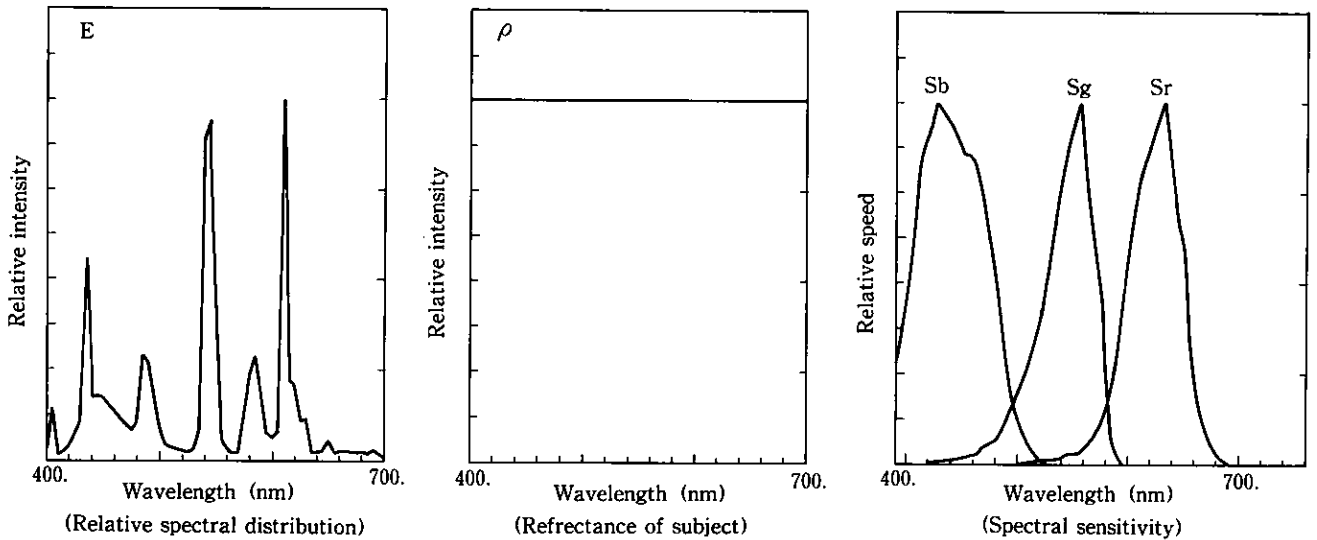 E
Relative intensity
400.
700.
Wavelength (nm)
(Relative spectral distribution)
ρ
Relative intensity
400.
700.
Wavelength (nm)
(Refrectance of subject)
Sb
Sg
Sr
Relative speed
400.
700.
Wavelength (nm)
(Spectral sensitivity)